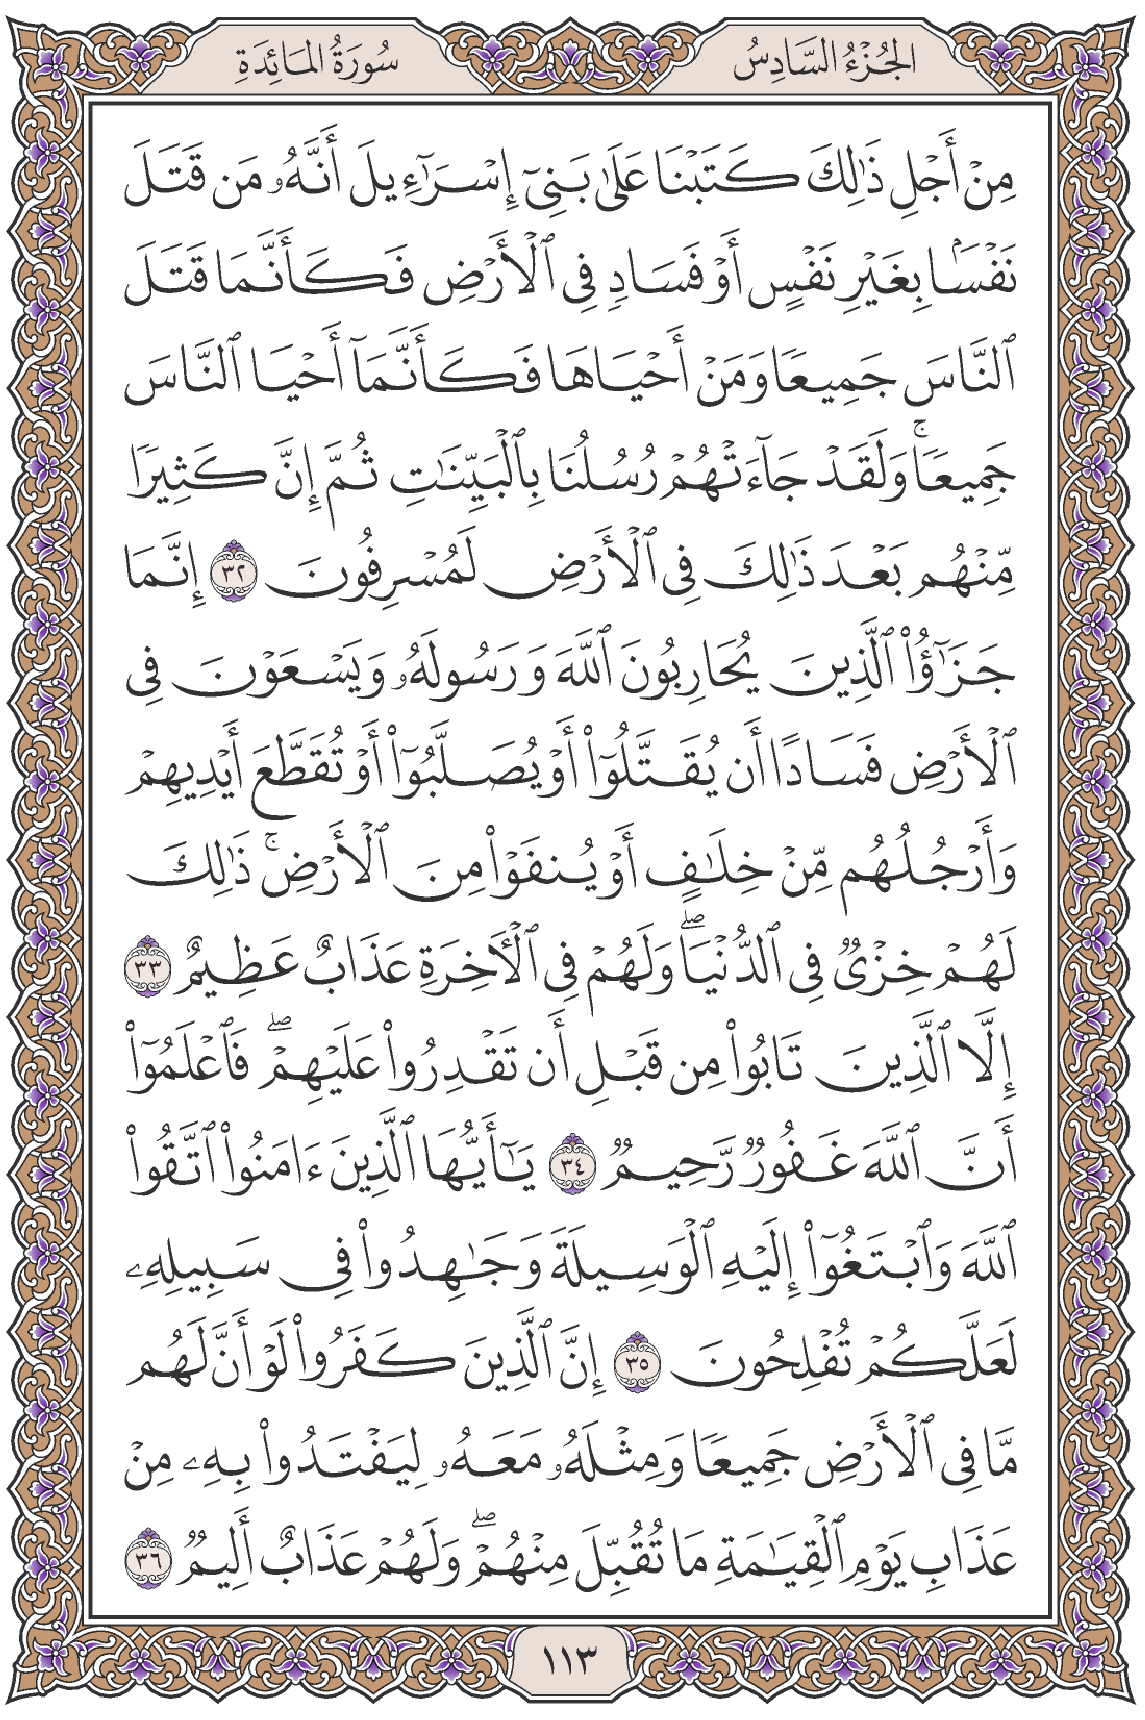 الجُزْءُ السَّادِسُ
سُورَةُ المَائِدَةِ
مِنْ أَجْلِ ذَٰلِكَ كَتَبْنَا عَلَىٰ بَنِىٓ إِسْرَٰٓءِيلَ أَنَّهُۥ مَن قَتَلَ
نَفْسًۢا بِغَيْرِ نَفْسٍ أَوْ فَسَادٍ فِى ٱلْأَرْضِ فَكَأَنَّمَا قَتَلَ
ٱلنَّاسَ جَمِيعًا وَمَنْ أَحْيَاهَا فَكَأَنَّمَآ أَحْيَا ٱلنَّاسَ
جَمِيعًا ۚ وَلَقَدْ جَآءَتْهُمْ رُسُلُنَا بِٱلْبَيِّنَٰتِ ثُمَّ إِنَّ كَثِيرًا
مِّنْهُم بَعْدَ ذَٰلِكَ فِى ٱلْأَرْضِ لَمُسْرِفُونَ ٣٢ إِنَّمَا
جَزَٰٓؤُا۟ ٱلَّذِينَ يُحَارِبُونَ ٱللَّهَ وَرَسُولَهُۥ وَيَسْعَوْنَ فِى
ٱلْأَرْضِ فَسَادًا أَن يُقَتَّلُوٓا۟ أَوْ يُصَلَّبُوٓا۟ أَوْ تُقَطَّعَ أَيْدِيهِمْ
وَأَرْجُلُهُم مِّنْ خِلَٰفٍ أَوْ يُنفَوْا۟ مِنَ ٱلْأَرْضِ ۚ ذَٰلِكَ
لَهُمْ خِزْىٌ فِى ٱلدُّنْيَا ۖ وَلَهُمْ فِى ٱلْءَاخِرَةِ عَذَابٌ عَظِيمٌ ٣٣
إِلَّا ٱلَّذِينَ تَابُوا۟ مِن قَبْلِ أَن تَقْدِرُوا۟ عَلَيْهِمْ ۖ فَٱعْلَمُوٓا۟
أَنَّ ٱللَّهَ غَفُورٌ رَّحِيمٌ ٣٤ يَٰٓأَيُّهَا ٱلَّذِينَ ءَامَنُوا۟ ٱتَّقُوا۟
ٱللَّهَ وَٱبْتَغُوٓا۟ إِلَيْهِ ٱلْوَسِيلَةَ وَجَٰهِدُوا۟ فِى سَبِيلِهِۦ
لَعَلَّكُمْ تُفْلِحُونَ ٣٥ إِنَّ ٱلَّذِينَ كَفَرُوا۟ لَوْ أَنَّ لَهُم
مَّا فِى ٱلْأَرْضِ جَمِيعًا وَمِثْلَهُۥ مَعَهُۥ لِيَفْتَدُوا۟ بِهِۦ مِنْ
عَذَابِ يَوْمِ ٱلْقِيَٰمَةِ مَا تُقُبِّلَ مِنْهُمْ ۖ وَلَهُمْ عَذَابٌ أَلِيمٌ ٣٦
١١٣